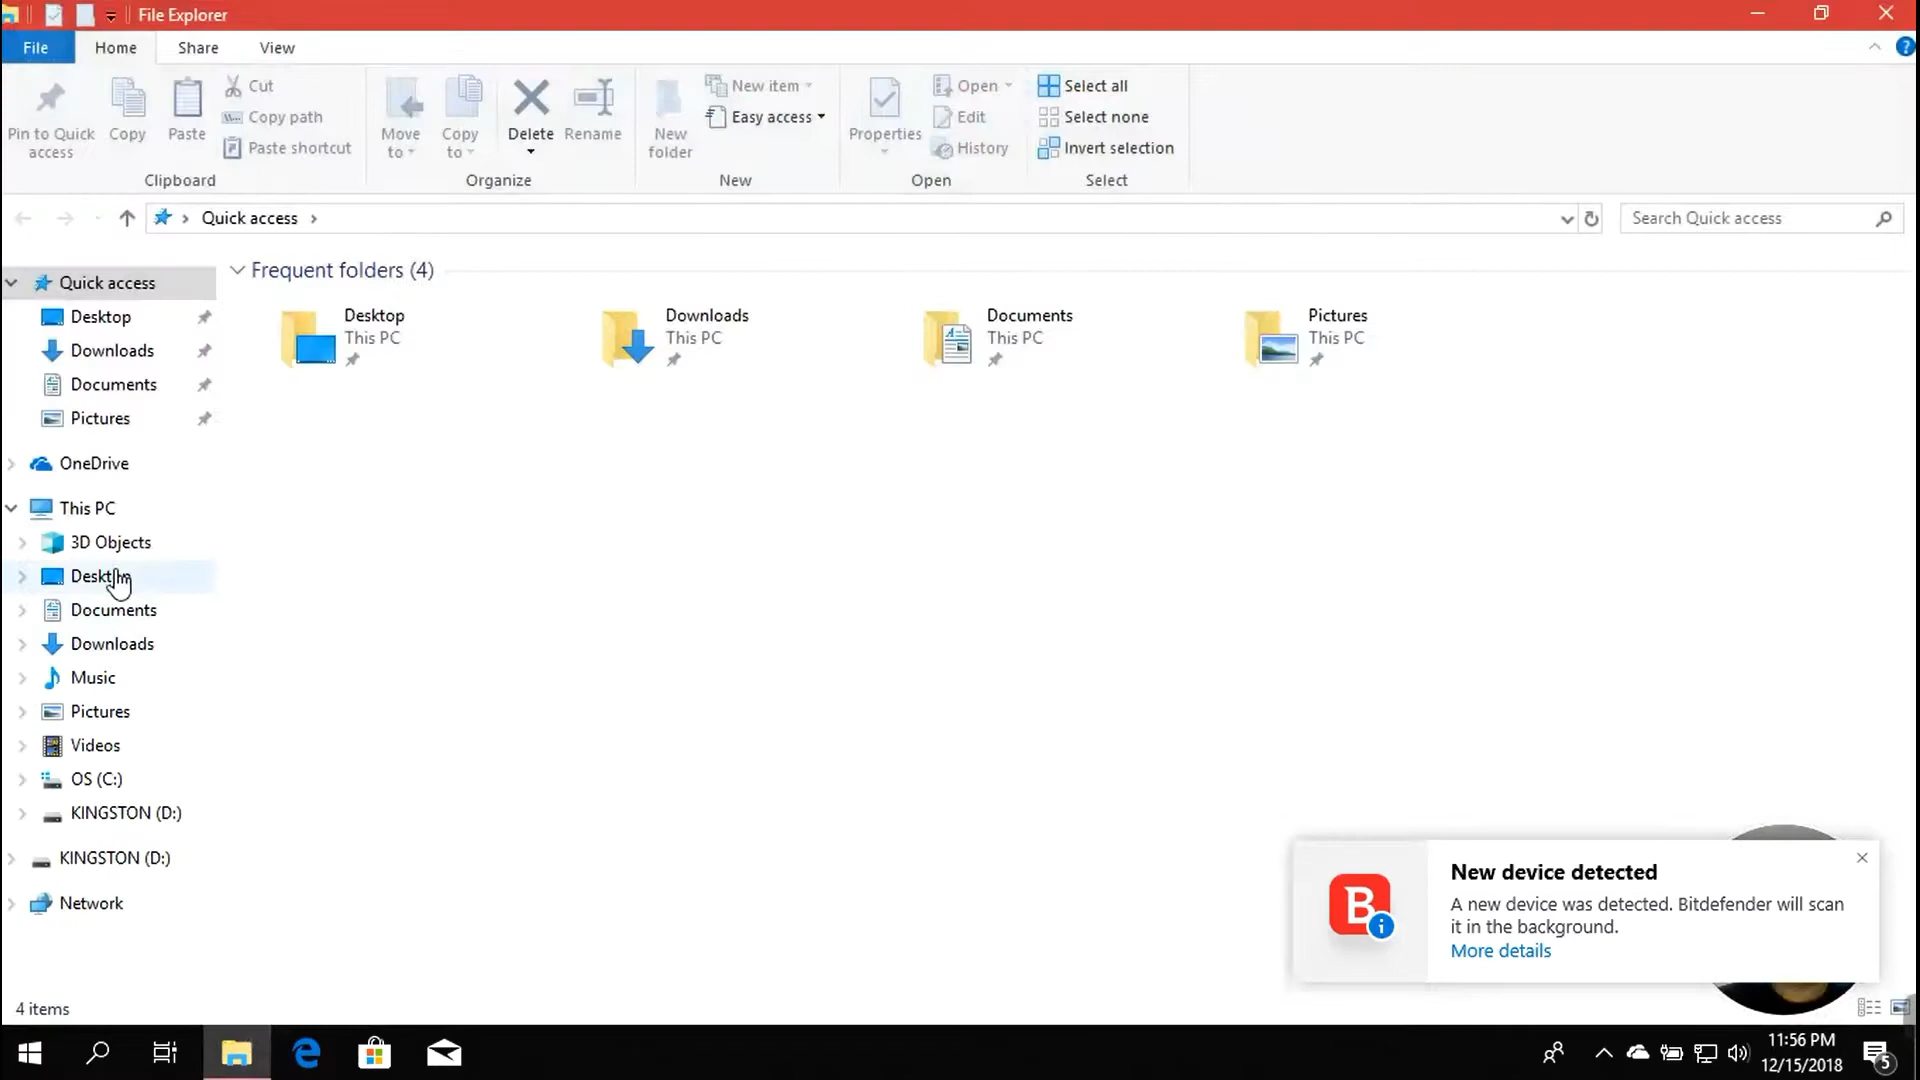 File Explorer
File Home Share View
Pin to Quick access
Copy
Paste
Cut
Copy path
Paste shortcut
Clipboard
Move to
Copy to
Delete
Rename
Organize
New folder
New item
Easy access
New
Properties
Open
Edit
History
Open
Select all
Select none
Invert selection
Select
Quick access
Search Quick access
Quick access
Desktop
Downloads
Documents
Pictures
OneDrive
This PC
3D Objects
Desktop
Documents
Downloads
Music
Pictures
Videos
OS (C:)
KINGSTON (D:)
KINGSTON (D:)
Network
Frequent folders (4)
Desktop
This PC
Downloads
This PC
Documents
This PC
Pictures
This PC
B
New device detected
A new device was detected. Bitdefender will scan
it in the background.
More details
4 items
11:56 PM
12/15/2018
5